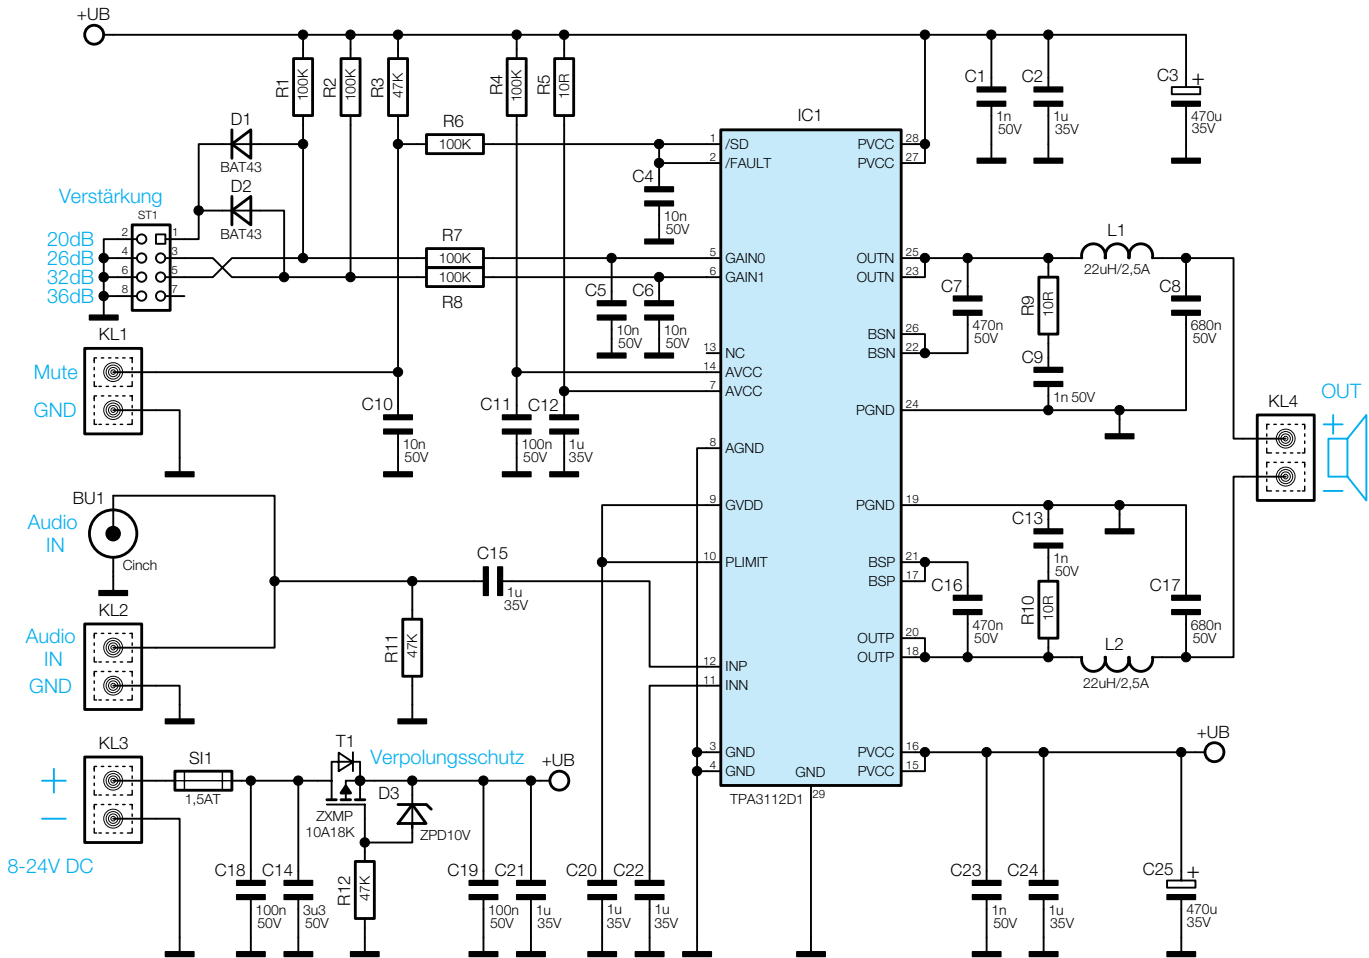 +UB
R1
100K
R2
100K
R3
47K
R4
100K
R5
10R
C1
1n
50V
C2
1u
35V
C3
+
470u
35V
IC1
D1
BAT43
D2
BAT43
R6
100K
C4
10n
50V
1
/SD
2
/FAULT
PVCC
28
PVCC
27
Verstärkung
ST1
20dB
26dB
32dB
36dB
2
1
4
3
6
5
8
7
R7
100K
100K
R8
5
GAIN0
6
GAIN1
OUTN
25
OUTN
23
C5
10n
50V
C6
10n
50V
L1
22uH/2,5A
C7
470n
50V
R9
10R
C8
680n
50V
C9
1n 50V
BSN
26
BSN
22
KL1
Mute
GND
13
NC
14
AVCC
7
AVCC
C10
10n
50V
C11
100n
50V
C12
1u
35V
PGND
24
KL4
OUT
+
−
8
AGND
BU1
Audio
IN
Cinch
9
GVDD
PGND
19
C13
1n
50V
C15
1u
35V
10
PLIMIT
BSP
21
BSP
17
C16
470n
50V
R10
10R
C17
680n
50V
KL2
Audio
IN
GND
R11
47K
OUTP
20
OUTP
18
L2
22uH/2,5A
12
INP
11
INN
KL3
+
−
8-24V DC
SI1
1,5AT
T1
ZXMP
10A18K
Verpolungsschutz
D3
ZPD10V
+UB
3
GND
4
GND
GND
29
TPA3112D1
PVCC
16
PVCC
15
+UB
C18
100n
50V
C14
3u3
50V
R12
47K
C19
100n
50V
C21
1u
35V
C20
1u
35V
C22
1u
35V
C23
1n
50V
C24
1u
35V
C25
+
470u
35V